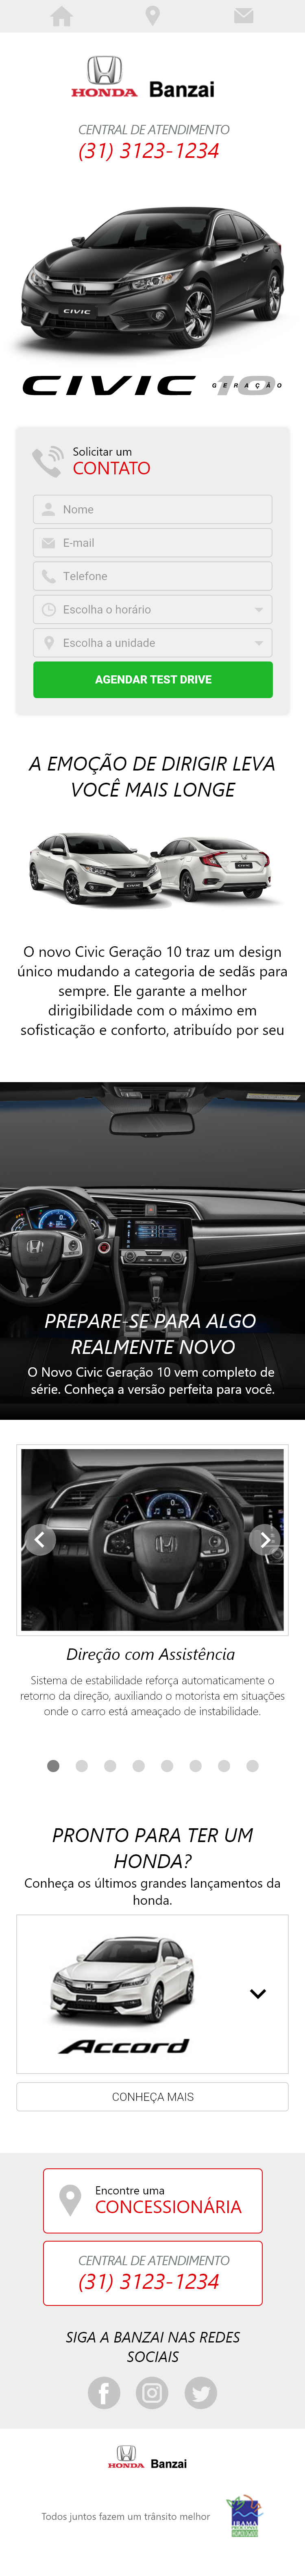 HONDA Banzai
CENTRAL DE ATENDIMENTO
(31) 3123-1234
CIVIC
CIVIC 10 GERAÇÃO
Solicitar um
CONTATO
Nome
E-mail
Telefone
Escolha o horário
Escolha a unidade
AGENDAR TEST DRIVE
A EMOÇÃO DE DIRIGIR LEVA
VOCÊ MAIS LONGE
O novo Civic Geração 10 traz um design
único mudando a categoria de sedãs para
sempre. Ele garante a melhor
dirigibilidade com o máximo em
sofisticação e conforto, atribuído por seu
PREPARE-SE PARA ALGO
REALMENTE NOVO
O Novo Civic Geração 10 vem completo de
série. Conheça a versão perfeita para você.
Direção com Assistência
Sistema de estabilidade reforça automaticamente o
retorno da direção, auxiliando o motorista em situações
onde o carro está ameaçado de instabilidade.
PRONTO PARA TER UM
HONDA?
Conheça os últimos grandes lançamentos da
honda.
Accord
CONHEÇA MAIS
Encontre uma
CONCESSIONÁRIA
CENTRAL DE ATENDIMENTO
(31) 3123-1234
SIGA A BANZAI NAS REDES
SOCIAIS
HONDA Banzai
Todos juntos fazem um trânsito melhor
IBAMA